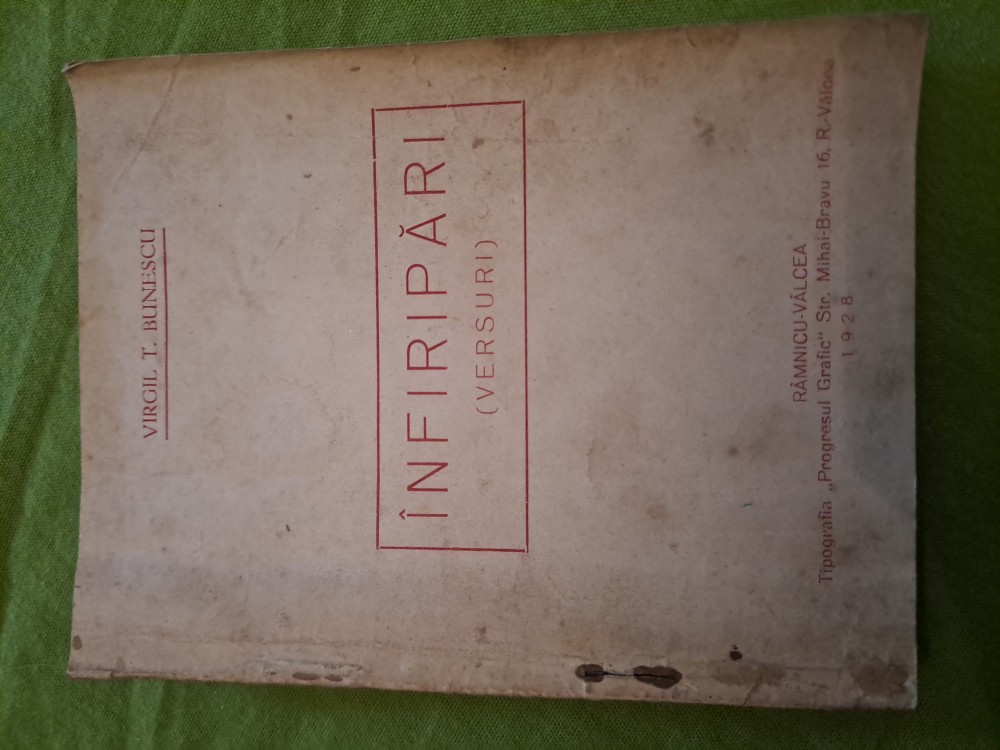 VIRGIL T. BUNESCU
ÎNFIRIPĂRI
(VERSURI)
RÂMNICU-VÂLCEA
Tipografia „Progresul Grafic“ Str. Mihai-Bravu 16, R.-Vâlcea
1928